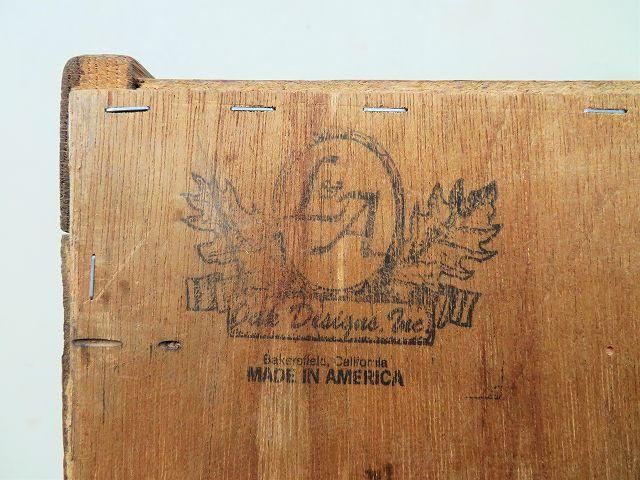 Oak Designs Inc.
Bakersfield, California
MADE IN AMERICA